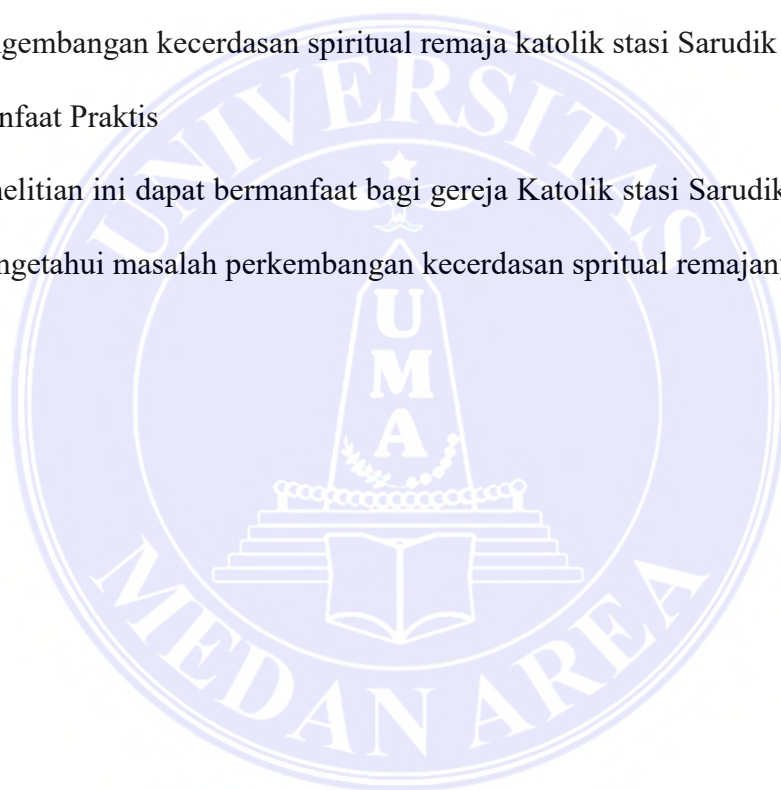 ngembangan kecerdasan spiritual remaja katolik stasi Sarudik
nfaat Praktis
nelitian ini dapat bermanfaat bagi gereja Katolik stasi Sarudik
ngetahui masalah perkembangan kecerdasan spritual remajan
UNIVERSITAS
U
M
A
MEDAN AREA